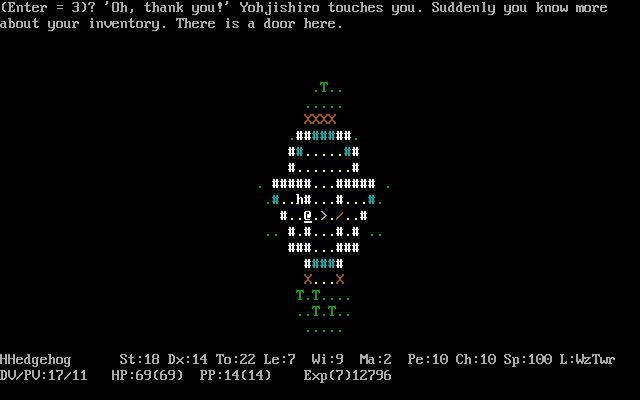 (Enter = 3)? 'Oh, thank you!' Yohjishiro touches you. Suddenly you know more
about your inventory. There is a door here.
.T..
.....
XXXX
.#######.
##.....##
#.......#
. #####...##### .
.#..h#...#...#.
#..@.>./..#
.. #.#...#.# ..
###...###
#####
X...X
T.T....
..T.T..
.....
HHedgehog St:18 Dx:14 To:22 Le:7 Wi:9 Ma:2 Pe:10 Ch:10 Sp:100 L:WzTwr
DV/PV:17/11 HP:69(69) PP:14(14) Exp(7)12796